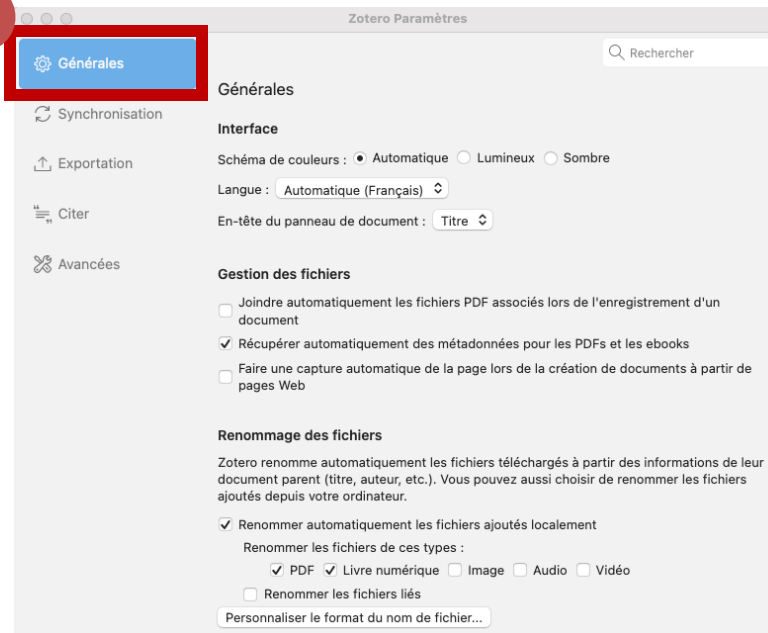 Zotero Paramètres
Générales
Synchronisation
Exportation
Citer
Avancées
Rechercher
Générales
Interface
Schéma de couleurs : Automatique Lumineux Sombre
Langue : Automatique (Français)
En-tête du panneau de document : Titre
Gestion des fichiers
Joindre automatiquement les fichiers PDF associés lors de l'enregistrement d'un
document
Récupérer automatiquement des métadonnées pour les PDFs et les ebooks
Faire une capture automatique de la page lors de la création de documents à partir de
pages Web
Renommage des fichiers
Zotero renomme automatiquement les fichiers téléchargés à partir des informations de leur
document parent (titre, auteur, etc.). Vous pouvez aussi choisir de renommer les fichiers
ajoutés depuis votre ordinateur.
Renommer automatiquement les fichiers ajoutés localement
Renommer les fichiers de ces types :
PDF Livre numérique Image Audio Vidéo
Renommer les fichiers liés
Personnaliser le format du nom de fichier...